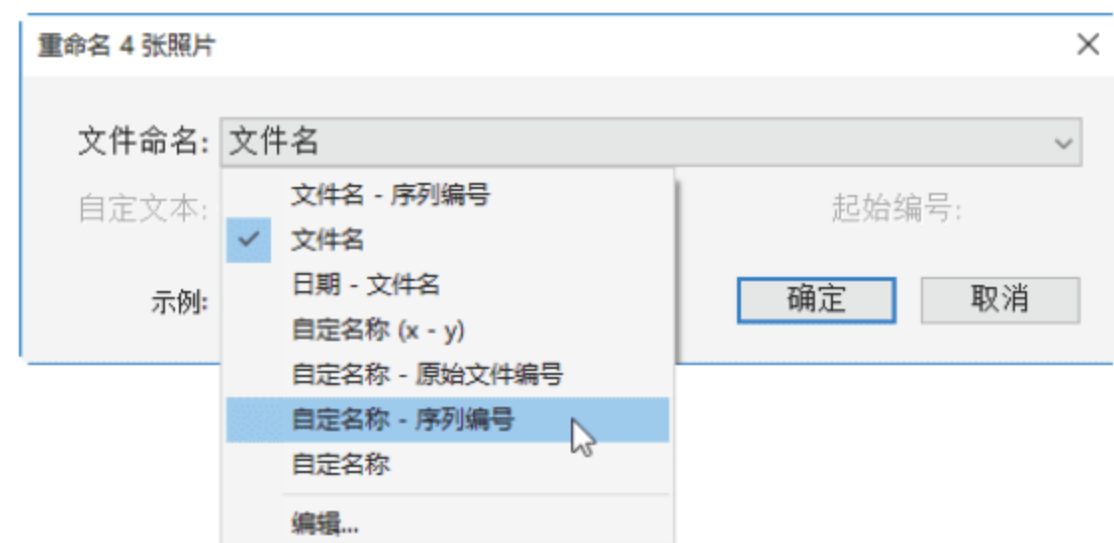 重命名 4 张照片
文件命名: 文件名
文件名 - 序列编号
自定文本:
起始编号:
文件名
日期 - 文件名
示例:
确定
取消
自定名称 (x - y)
自定名称 - 原始文件编号
自定名称 - 序列编号
自定名称
编辑...